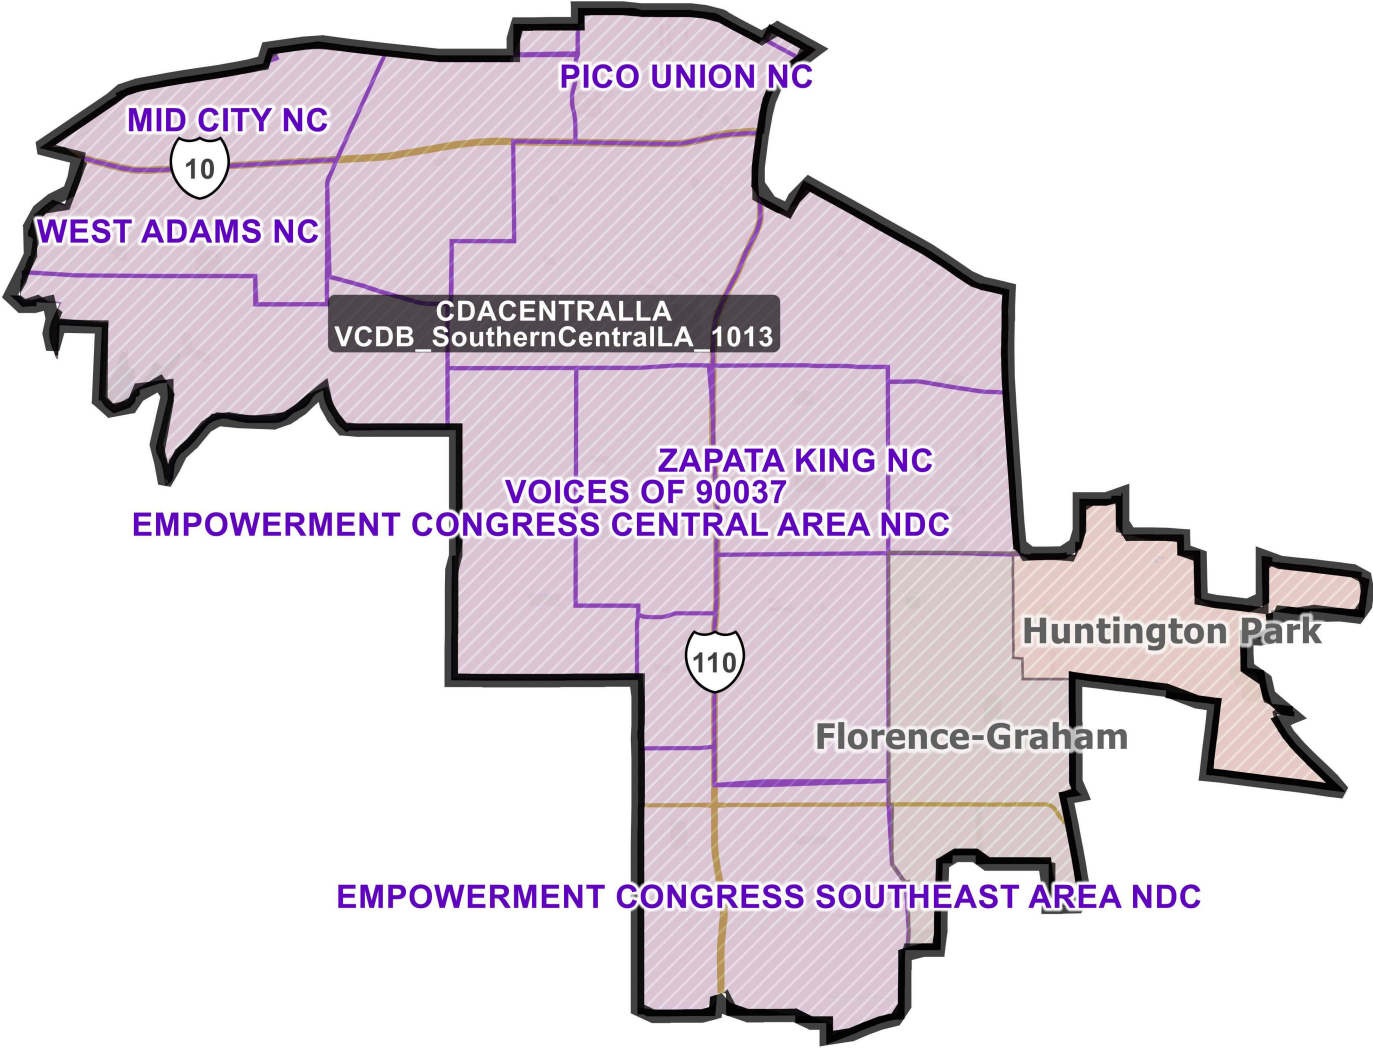 PICO UNION NC
MID CITY NC
10
WEST ADAMS NC
CDACENTRALLA
VCDB_SouthernCentralLA_1013
ZAPATA KING NC
VOICES OF 90037
EMPOWERMENT CONGRESS CENTRAL AREA NDC
Huntington Park
110
Florence-Graham
EMPOWERMENT CONGRESS SOUTHEAST AREA NDC